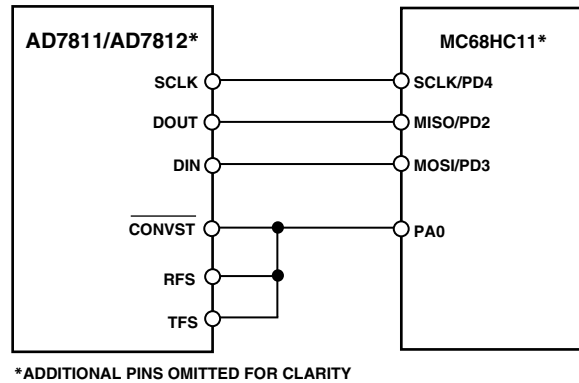 AD7811/AD7812*
MC68HC11*
SCLK
SCLK/PD4
DOUT
MISO/PD2
DIN
MOSI/PD3
CONVST
PA0
RFS
TFS
*ADDITIONAL PINS OMITTED FOR CLARITY